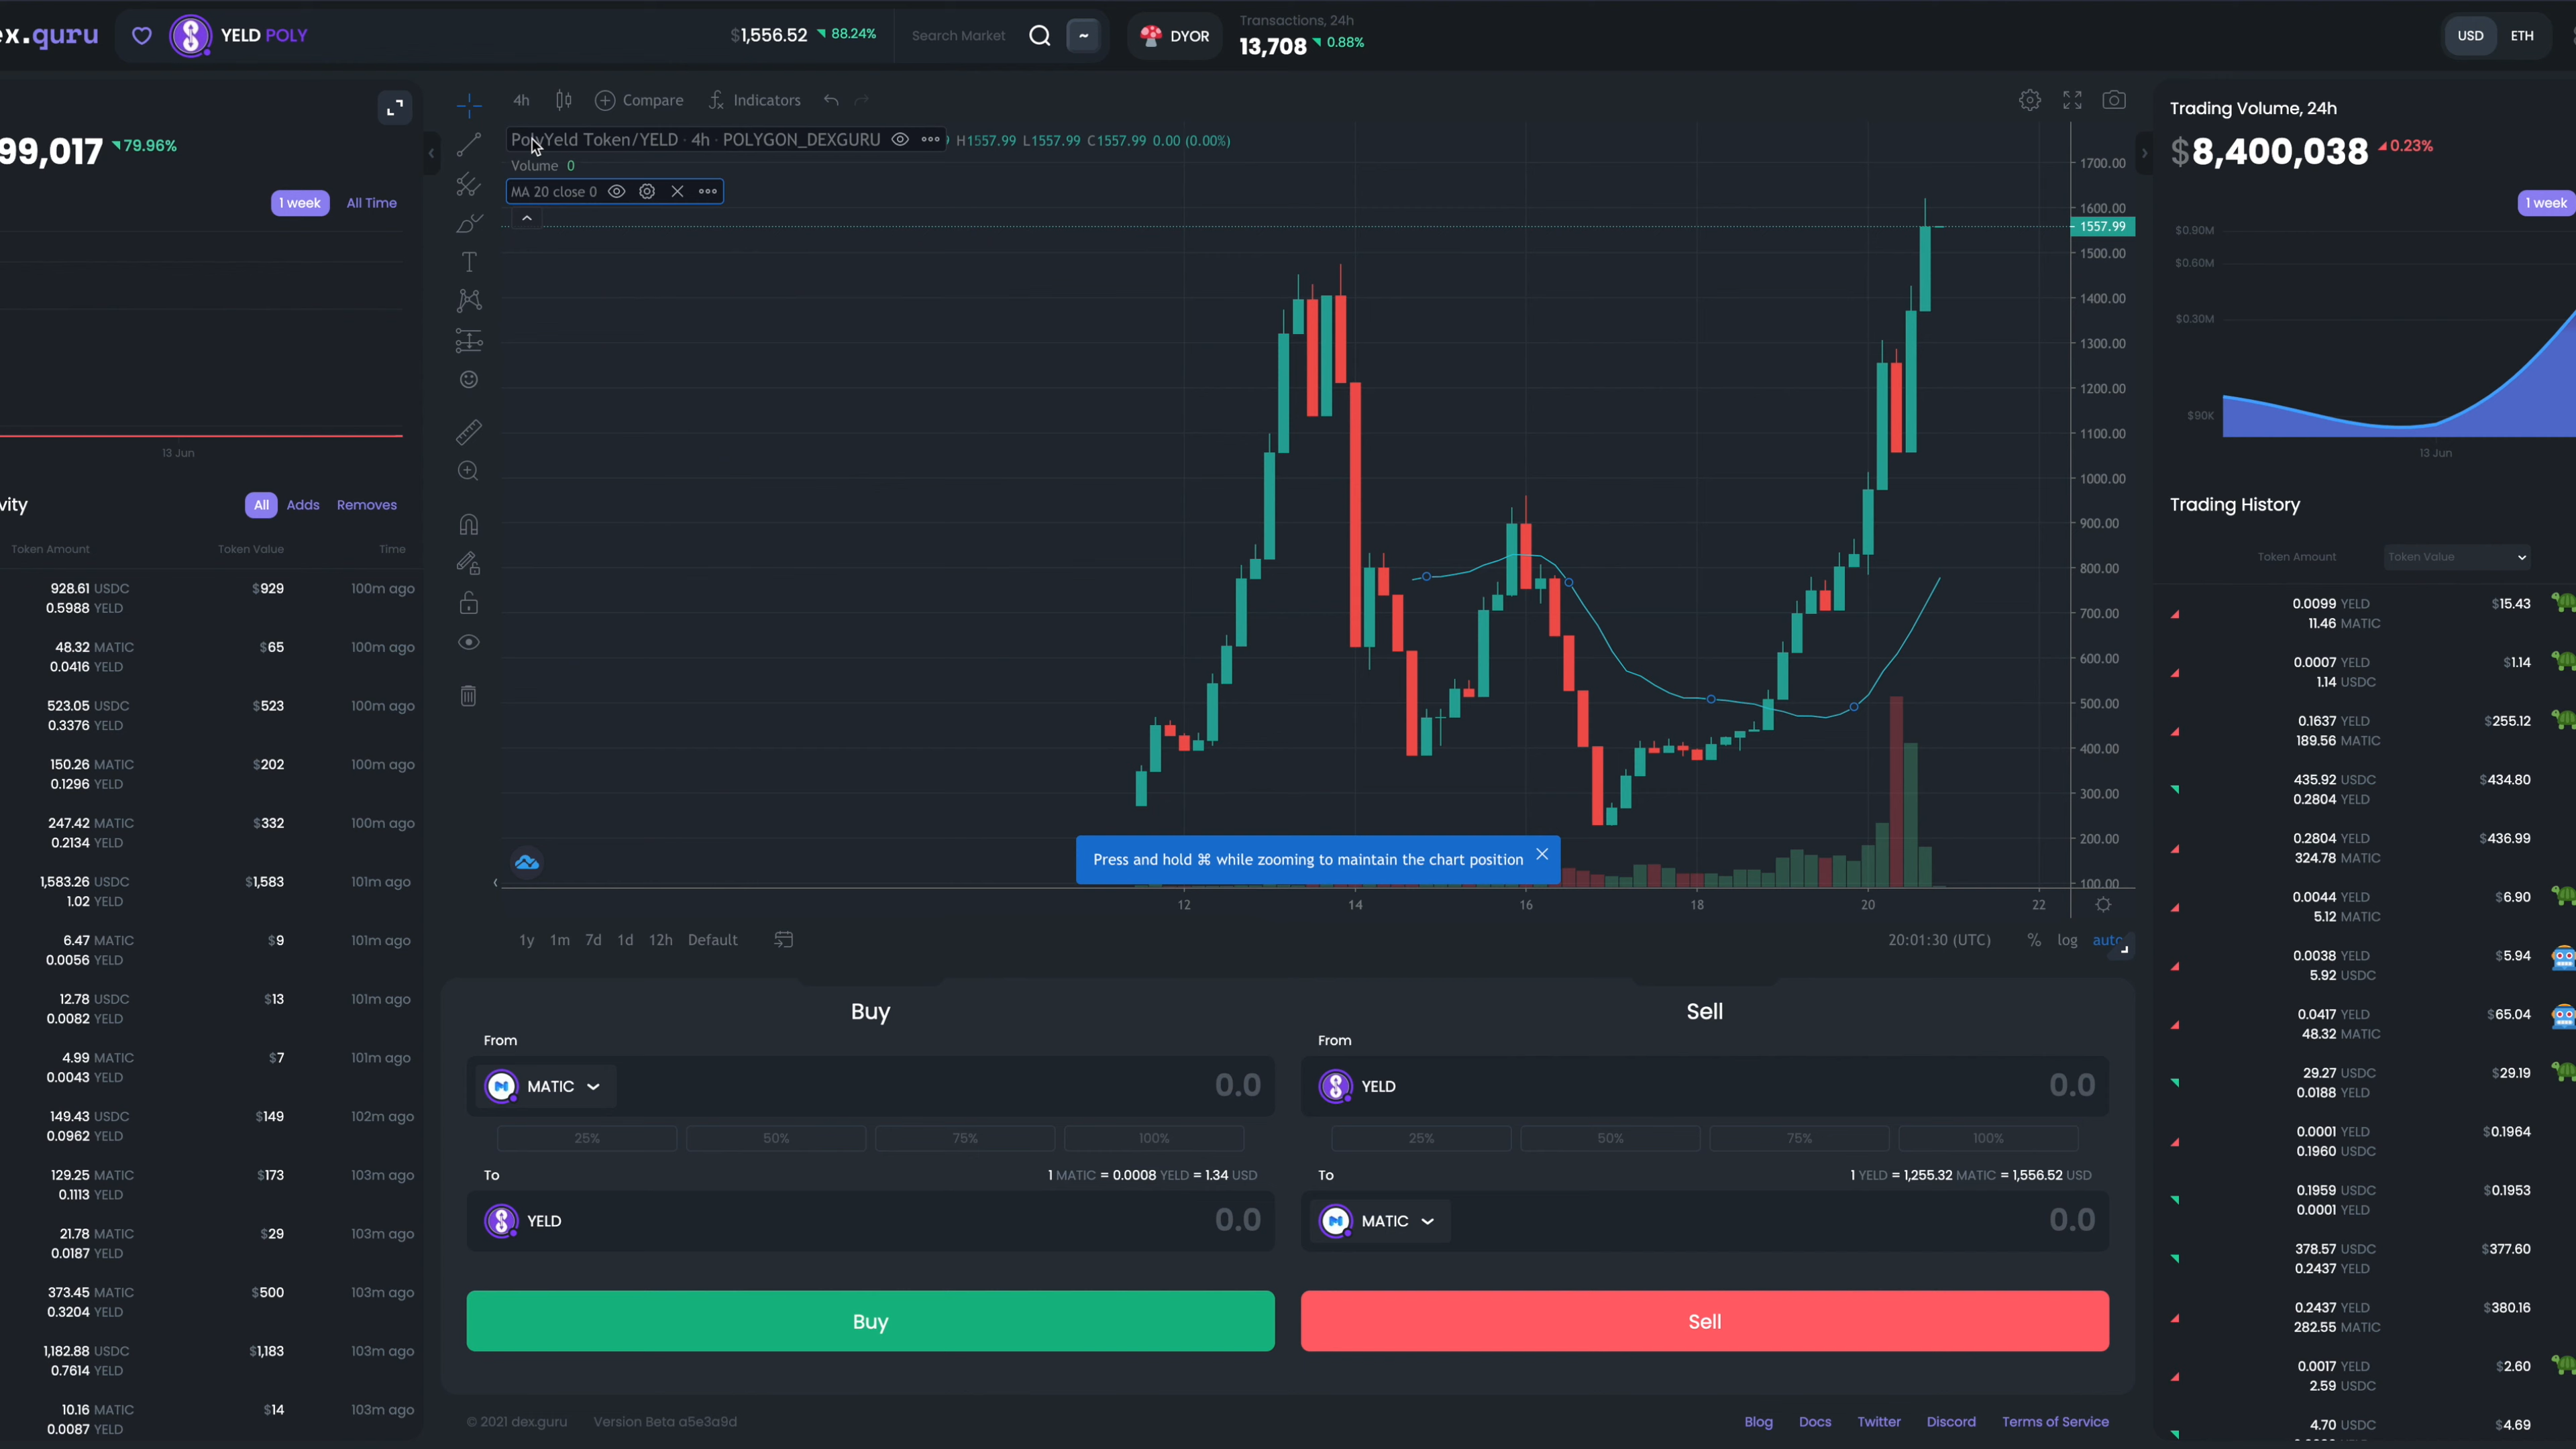 ex.guru
YELD POLY
$1,556.52 88.24%
Search Market
~
DYOR
Transactions, 24h
13,708 0.88%
USD ETH
99,017 79.96%
1 week All Time
13 Jun
vity
All Adds Removes
Token Amount Token Value Time
928.61 USDC $929 100m ago
0.5988 YELD
48.32 MATIC $65 100m ago
0.0416 YELD
523.05 USDC $523 100m ago
0.3376 YELD
150.26 MATIC $202 100m ago
0.1296 YELD
247.42 MATIC $332 100m ago
0.2134 YELD
1,583.26 USDC $1,583 101m ago
1.02 YELD
6.47 MATIC $9 101m ago
0.0056 YELD
12.78 USDC $13 101m ago
0.0082 YELD
4.99 MATIC $7 101m ago
0.0043 YELD
149.43 USDC $149 102m ago
0.0962 YELD
129.25 MATIC $173 103m ago
0.1113 YELD
21.78 MATIC $29 103m ago
0.0187 YELD
373.45 MATIC $500 103m ago
0.3204 YELD
1,182.88 USDC $1,183 103m ago
0.7614 YELD
10.16 MATIC $14 103m ago
0.0087 YELD
4h Compare Indicators
PolyYeld Token/YELD · 4h · POLYGON_DEXGURU H1557.99 L1557.99 C1557.99 0.00 (0.00%)
Volume 0
MA 20 close 0
1700.00
1600.00
1557.99
1500.00
1400.00
1300.00
1200.00
1100.00
1000.00
900.00
800.00
700.00
600.00
500.00
400.00
300.00
200.00
100.00
Press and hold ⌘ while zooming to maintain the chart position
12 14 16 18 20 22
1y 1m 7d 1d 12h Default
20:01:30 (UTC) % log auto
Buy
From
MATIC 0.0
25% 50% 75% 100%
To 1 MATIC = 0.0008 YELD = 1.34 USD
YELD 0.0
Buy
Sell
From
YELD 0.0
25% 50% 75% 100%
To 1 YELD = 1,255.32 MATIC = 1,556.52 USD
MATIC 0.0
Sell
© 2021 dex.guru Version Beta a5e3a9d
Blog Docs Twitter Discord Terms of Service
Trading Volume, 24h
$8,400,038 0.23%
1 week
$0.90M
$0.60M
$0.30M
$90K
13 Jun
Trading History
Token Amount Token Value
0.0099 YELD $15.43
11.46 MATIC
0.0007 YELD $1.14
1.14 USDC
0.1637 YELD $255.12
189.56 MATIC
435.92 USDC $434.80
0.2804 YELD
0.2804 YELD $436.99
324.78 MATIC
0.0044 YELD $6.90
5.12 MATIC
0.0038 YELD $5.94
5.92 USDC
0.0417 YELD $65.04
48.32 MATIC
29.27 USDC $29.19
0.0188 YELD
0.0001 YELD $0.1964
0.1960 USDC
0.1959 USDC $0.1953
0.0001 YELD
378.57 USDC $377.60
0.2437 YELD
0.2437 YELD $380.16
282.55 MATIC
0.0017 YELD $2.60
2.59 USDC
4.70 USDC $4.69